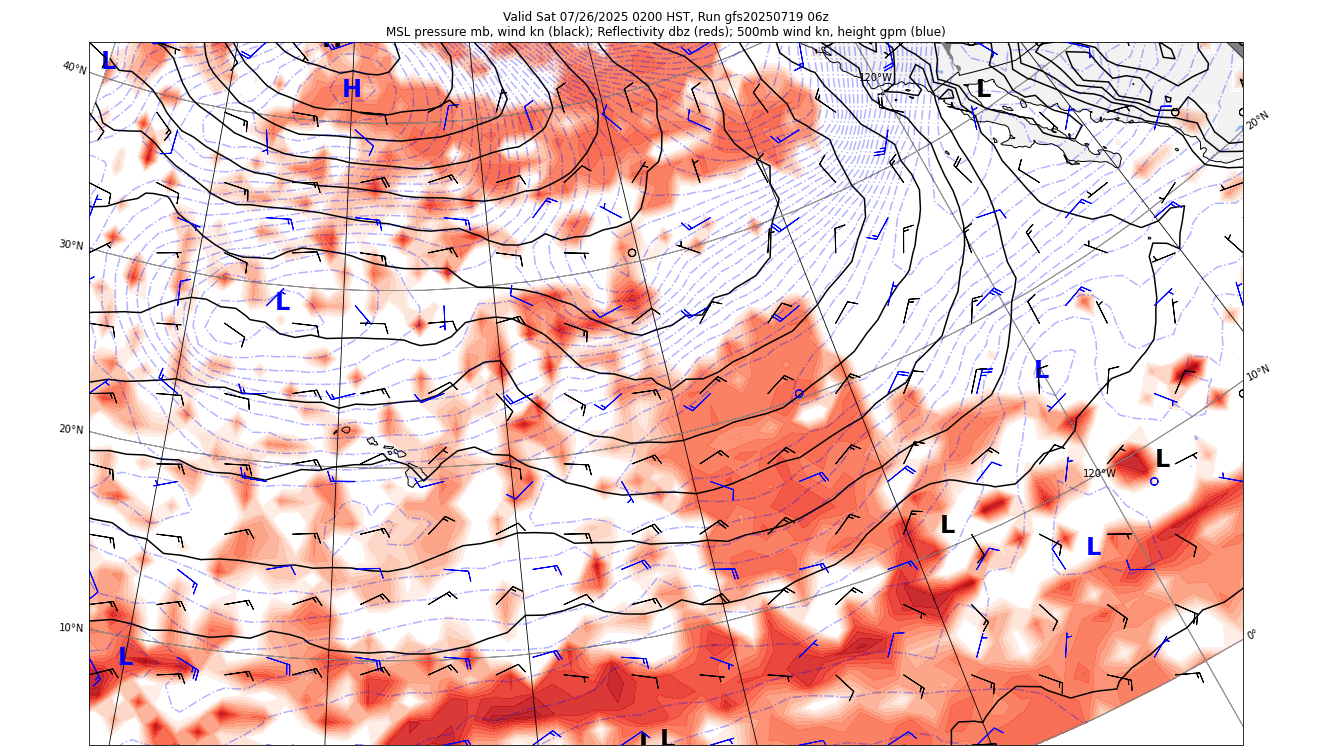 Valid Sat 07/26/2025 0200 HST, Run gfs20250719 06z
MSL pressure mb, wind kn (black); Reflectivity dbz (reds); 500mb wind kn, height gpm (blue)
L
40°N
H
120°W
L
20°N
30°N
L
L
10°N
20°N
L
120°W
L
L
10°N
0°
L
L